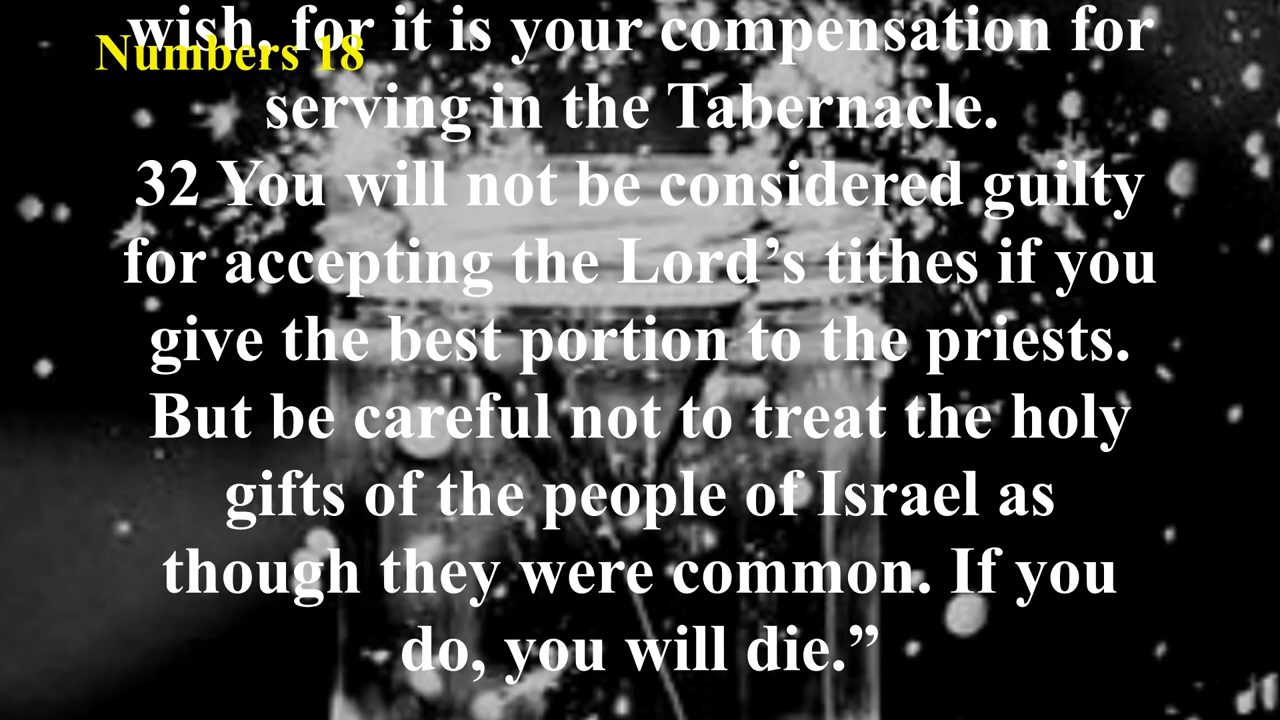 Numbers 18
wish, for it is your compensation for
serving in the Tabernacle.
32 You will not be considered guilty
for accepting the Lord’s tithes if you
give the best portion to the priests.
But be careful not to treat the holy
gifts of the people of Israel as
though they were common. If you
do, you will die.”